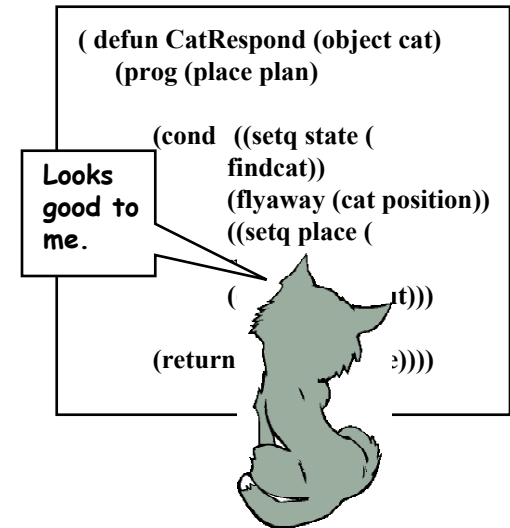 ( defun CatRespond (object cat)
(prog (place plan)
(cond ((setq state (
findcat))
(flyaway (cat position))
((setq place (
(
t)))
(return
e))))
Looks
good to
me.